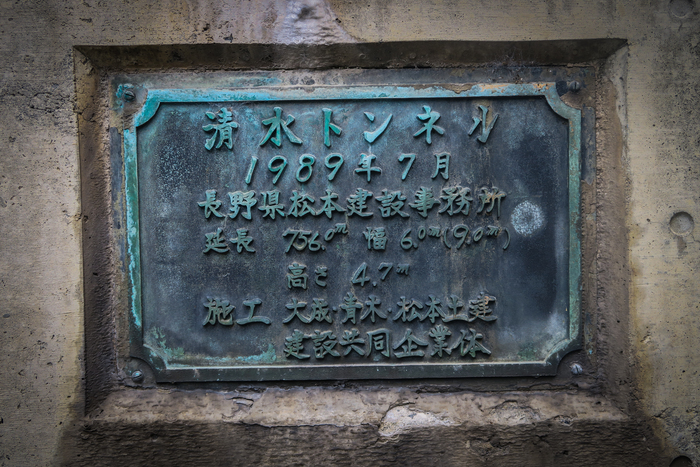 清水トンネル
1989年7月
長野県松本建設事務所
延長 756.0m 幅 6.0m(9.0m)
高さ 4.7m
施工 大成・青木・松本土建
建設共同企業体